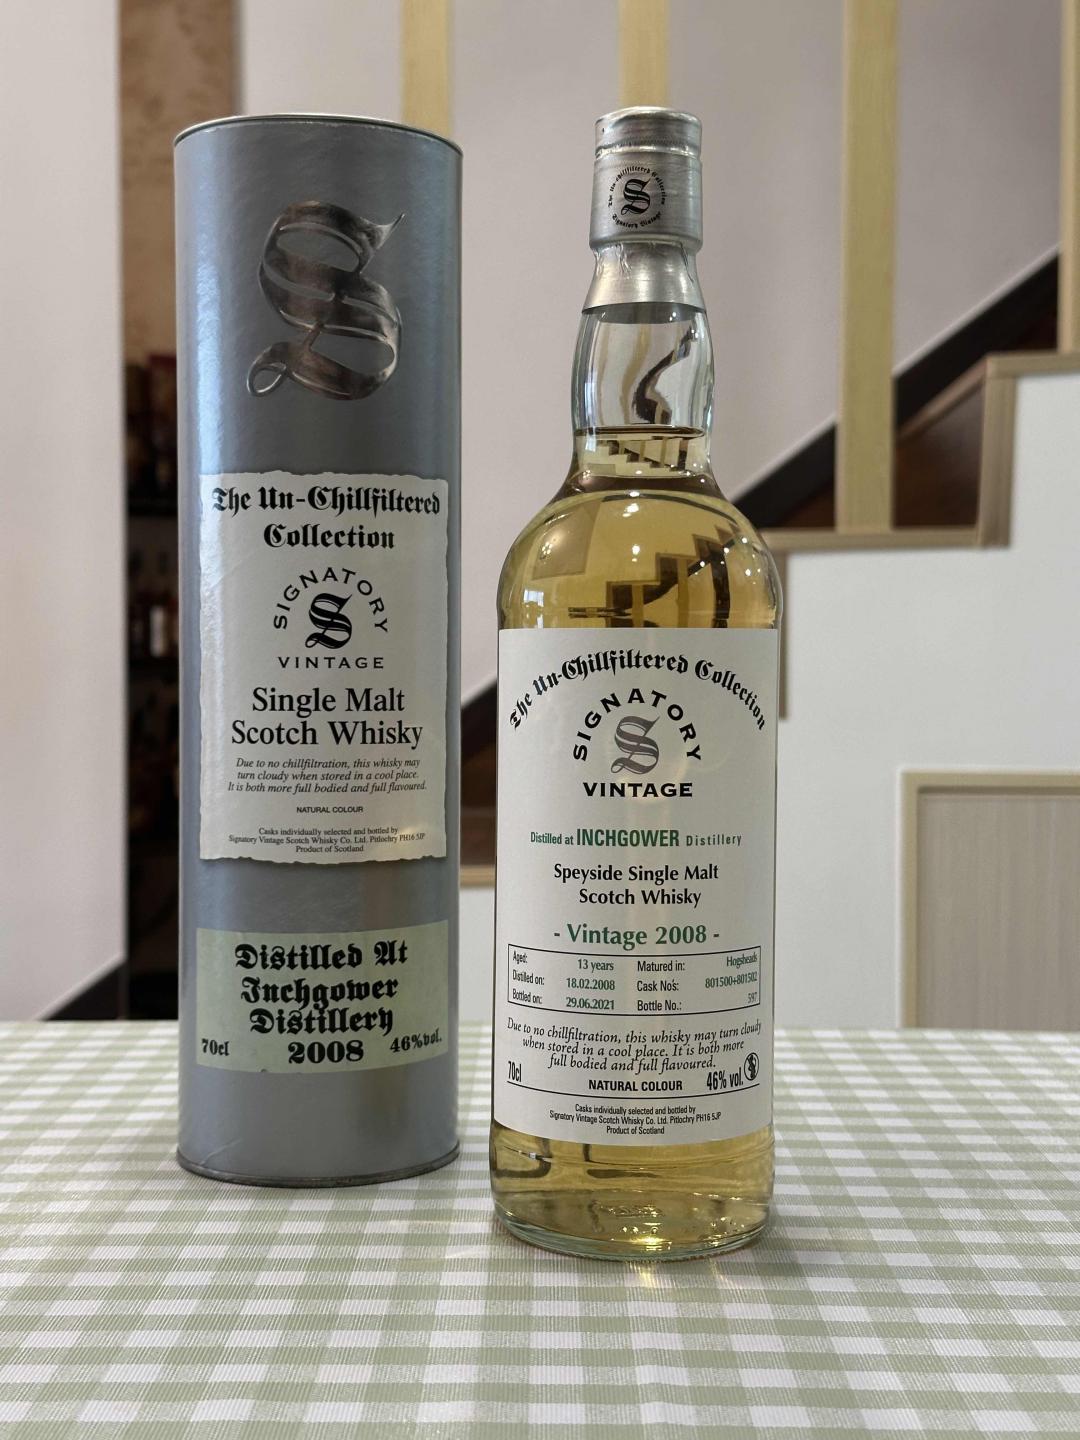 The Un-Chillfiltered
Collection
SIGNATORY
S
VINTAGE
Single Malt
Scotch Whisky
Due to no chillfiltration, this whisky may
turn cloudy when stored in a cool place.
It is both more full bodied and full flavoured.
NATURAL COLOUR
Casks individually selected and bottled by
Signatory Vintage Scotch Whisky Co. Ltd. Pitlochry PH16 5JP
Product of Scotland
Distilled At
Inchgower
Distillery
70cl 2008 46%vol.
The Un-Chillfiltered Collection
S
Signatory Vintage
The Un-Chillfiltered Collection
SIGNATORY
S
VINTAGE
Distilled at INCHGOWER Distillery
Speyside Single Malt
Scotch Whisky
- Vintage 2008 -
Aged: 13 years Matured in: Hogsheads
Distilled on: 18.02.2008 Cask No's: 801500+801502
Bottled on: 29.06.2021 Bottle No.: 597
Due to no chillfiltration, this whisky may turn cloudy
when stored in a cool place. It is both more
full bodied and full flavoured.
70cl NATURAL COLOUR 46% vol.
Casks individually selected and bottled by
Signatory Vintage Scotch Whisky Co. Ltd. Pitlochry PH16 5JP
Product of Scotland